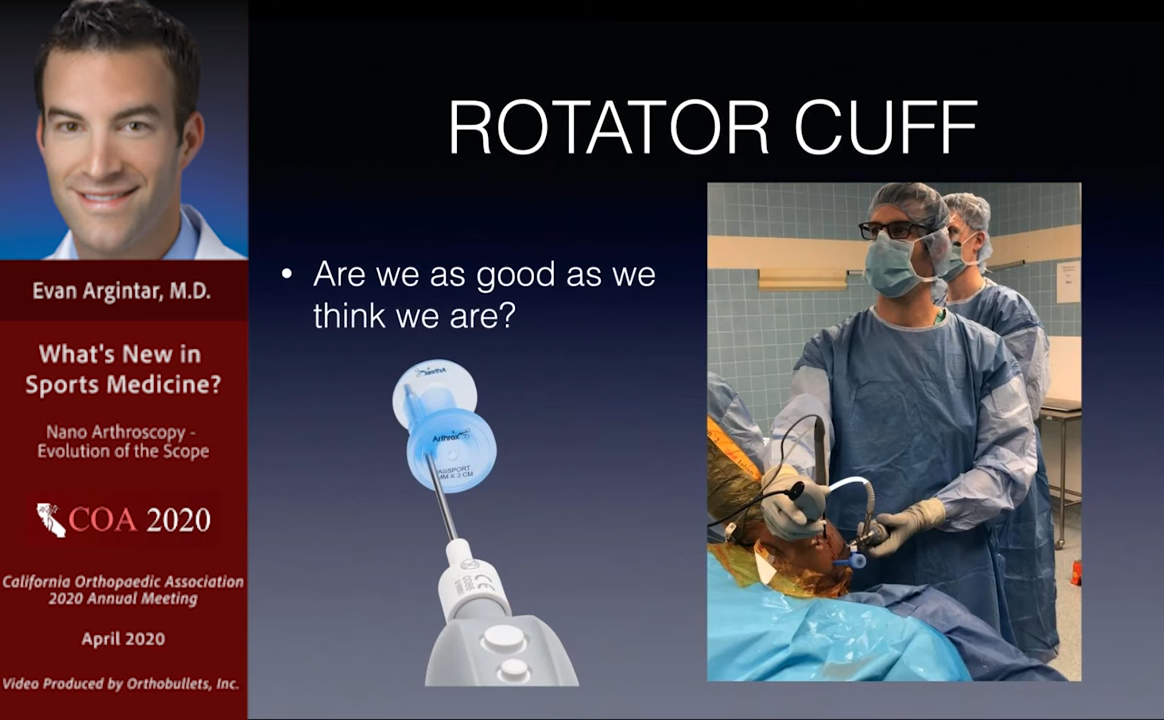 Evan Argintar, M.D.
What's New in
Sports Medicine?
Nano Arthroscopy -
Evolution of the Scope
COA 2020
California Orthopaedic Association
2020 Annual Meeting
April 2020
Video Produced by Orthobullets, Inc.
ROTATOR CUFF
• Are we as good as we
think we are?
Arthrex